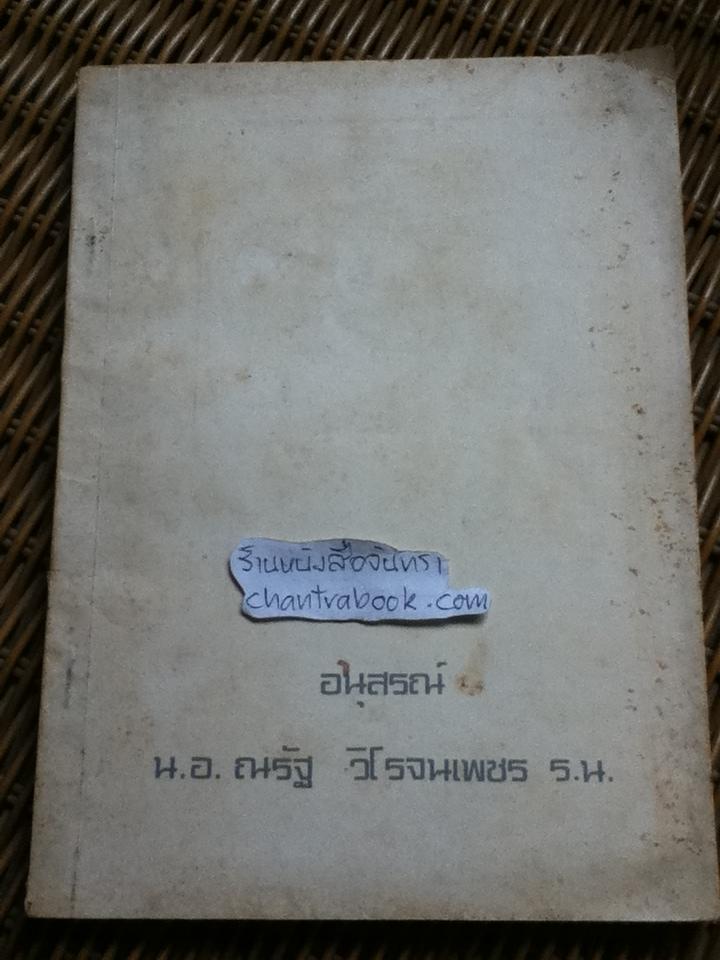 ร้านหนังสือจันทรา
chantrabook.com
อนุสรณ์
น.อ. ณรัฐ วิโรจนเพชร ร.น.